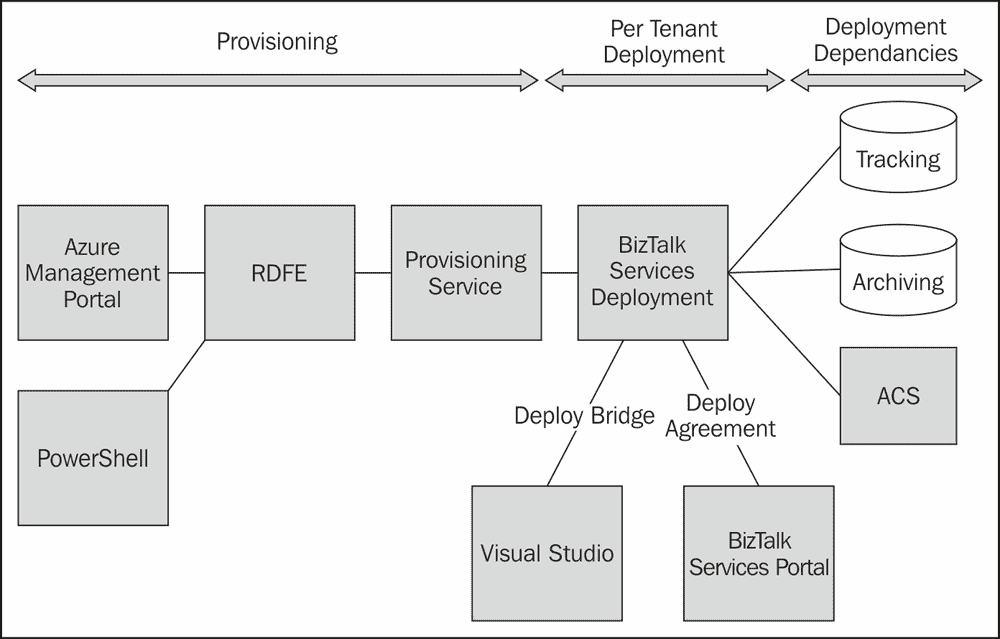 Provisioning
Per Tenant
Deployment
Deployment
Dependancies
Tracking
Azure
Management
Portal
RDFE
Provisioning
Service
BizTalk
Services
Deployment
Archiving
ACS
PowerShell
Deploy Bridge
Deploy
Agreement
Visual Studio
BizTalk
Services Portal